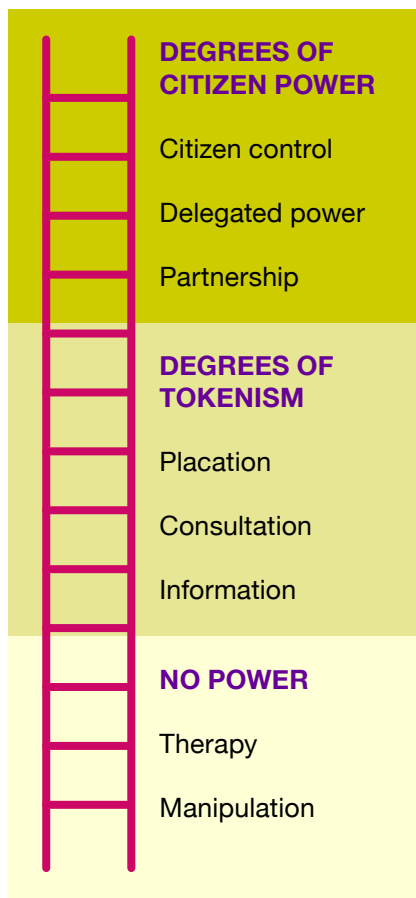 DEGREES OF
CITIZEN POWER
Citizen control
Delegated power
Partnership
DEGREES OF
TOKENISM
Placation
Consultation
Information
NO POWER
Therapy
Manipulation